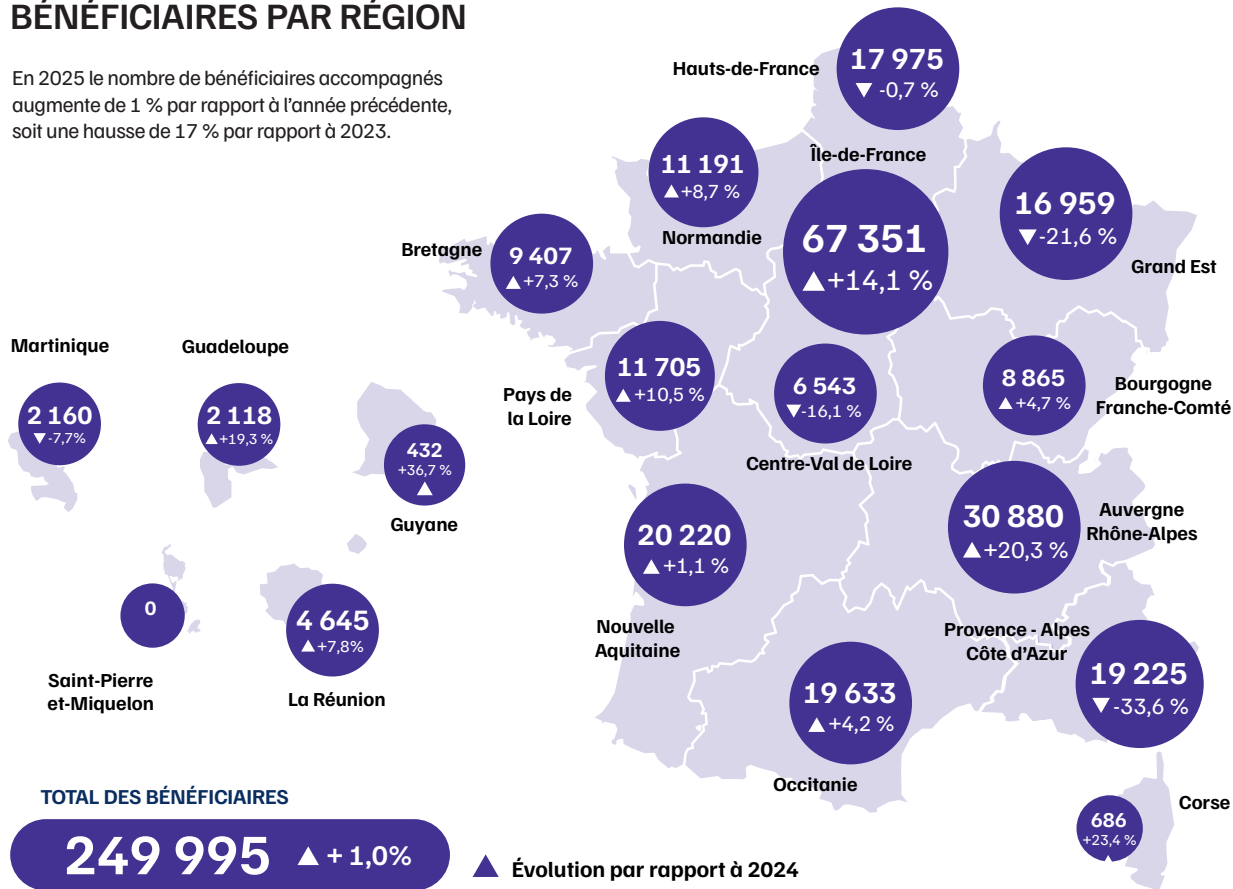 BÉNÉFICIAIRES PAR RÉGION
En 2025 le nombre de bénéficiaires accompagnés
augmente de 1 % par rapport à l'année précédente,
soit une hausse de 17 % par rapport à 2023.
Hauts-de-France
17 975
▼ -0,7 %
11 191
▲+8,7 %
Normandie
Île-de-France
67 351
▲+14,1 %
16 959
▼-21,6 %
Grand Est
Bretagne
9 407
▲+7,3 %
Pays de
la Loire
11 705
▲+10,5 %
6 543
▼-16,1 %
Centre-Val de Loire
8 865
▲+4,7 %
Bourgogne
Franche-Comté
Martinique
2 160
▼-7,7%
Guadeloupe
2 118
▲+19,3 %
432
+36,7 %
▲
Guyane
20 220
▲+1,1 %
Nouvelle
Aquitaine
30 880
▲+20,3 %
Auvergne
Rhône-Alpes
0
Saint-Pierre
et-Miquelon
4 645
▲+7,8%
La Réunion
19 633
▲+4,2 %
Occitanie
Provence - Alpes
Côte d'Azur
19 225
▼ -33,6 %
686
+23,4 %
▲
Corse
TOTAL DES BÉNÉFICIAIRES
249 995 ▲ + 1,0%
▲ Évolution par rapport à 2024